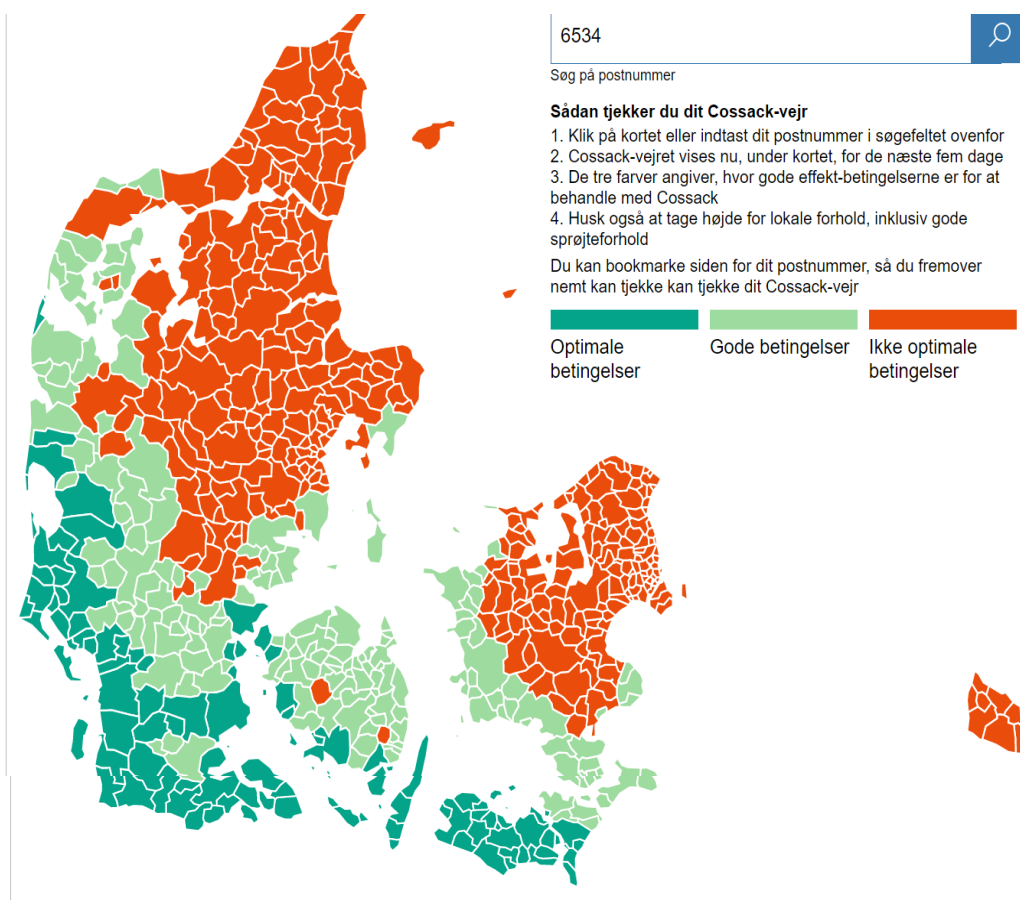 6534
Søg på postnummer
Sådan tjekker du dit Cossack-vejr
1. Klik på kortet eller indtast dit postnummer i søgefeltet ovenfor
2. Cossack-vejret vises nu, under kortet, for de næste fem dage
3. De tre farver angiver, hvor gode effekt-betingelserne er for at
behandle med Cossack
4. Husk også at tage højde for lokale forhold, inklusiv gode
sprøjteforhold
Du kan bookmarke siden for dit postnummer, så du fremover
nemt kan tjekke kan tjekke dit Cossack-vejr
Optimale
betingelser
Gode betingelser
Ikke optimale
betingelser